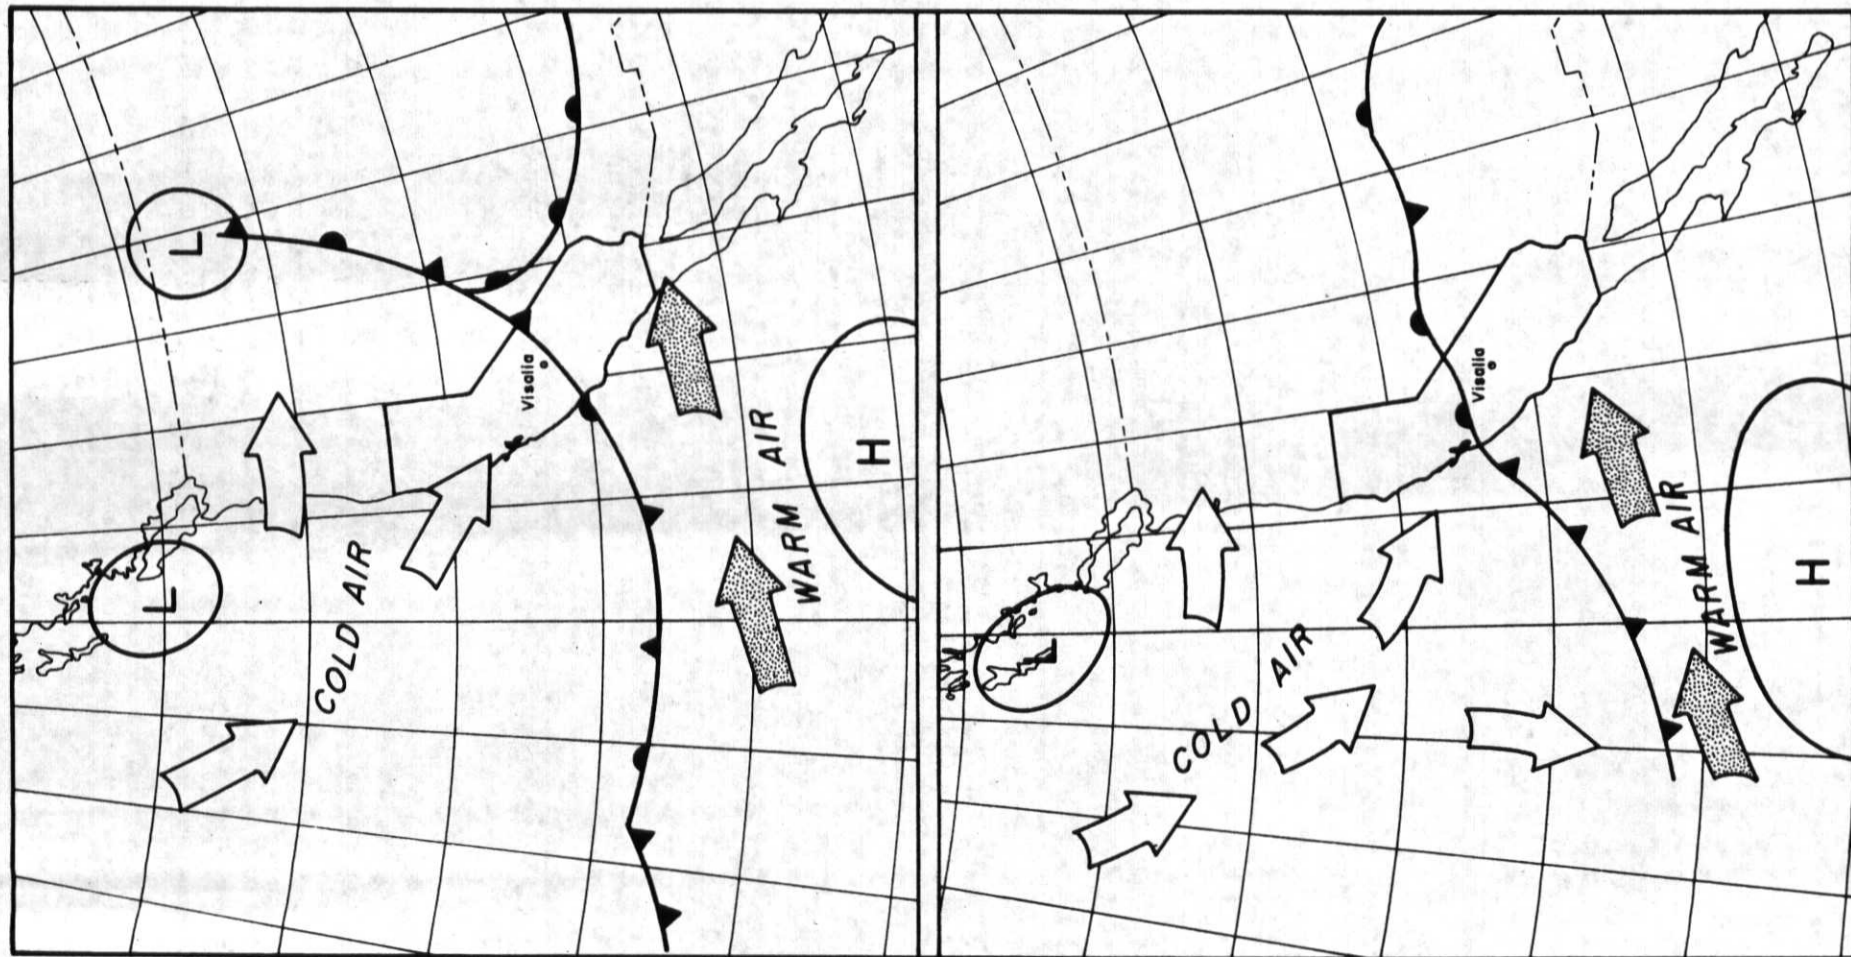 L
L
COLD AIR
Visalia
WARM AIR
H
L
COLD AIR
Visalia
WARM AIR
H